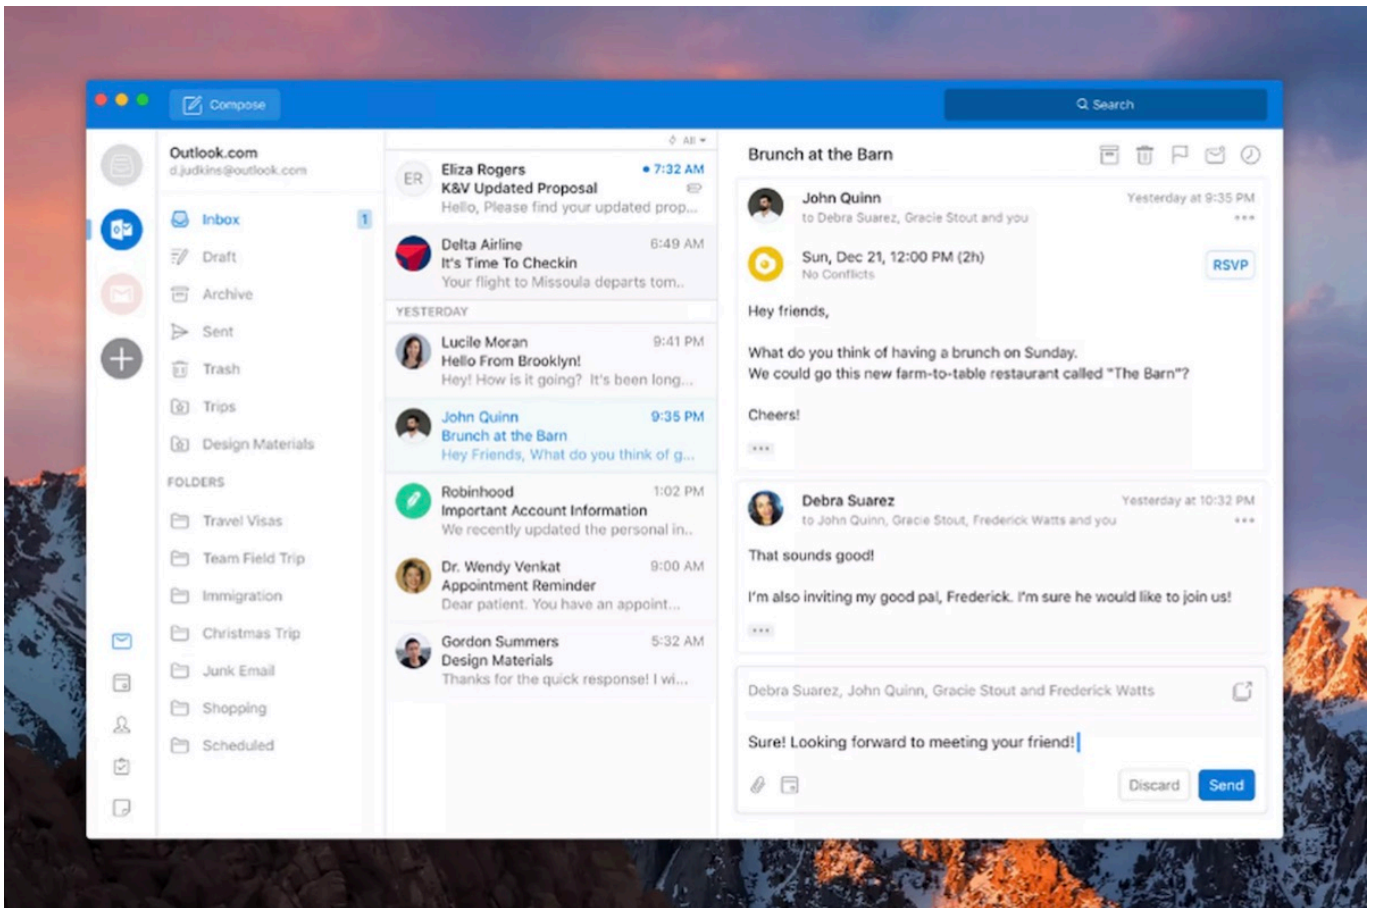 Compose
Search
Outlook.com
d.judkins@outlook.com
Inbox 1
Draft
Archive
Sent
Trash
Trips
Design Materials
FOLDERS
Travel Visas
Team Field Trip
Immigration
Christmas Trip
Junk Email
Shopping
Scheduled
All
ER
Eliza Rogers 7:32 AM
K&V Updated Proposal
Hello, Please find your updated prop...
Delta Airline 6:49 AM
It's Time To Checkin
Your flight to Missoula departs tom..
YESTERDAY
Lucile Moran 9:41 PM
Hello From Brooklyn!
Hey! How is it going? It's been long...
John Quinn 9:35 PM
Brunch at the Barn
Hey Friends, What do you think of g...
Robinhood 1:02 PM
Important Account Information
We recently updated the personal in..
Dr. Wendy Venkat 9:00 AM
Appointment Reminder
Dear patient. You have an appoint...
Gordon Summers 5:32 AM
Design Materials
Thanks for the quick response! I wi...
Brunch at the Barn
John Quinn Yesterday at 9:35 PM
to Debra Suarez, Gracie Stout and you
Sun, Dec 21, 12:00 PM (2h)
No Conflicts
RSVP
Hey friends,
What do you think of having a brunch on Sunday.
We could go this new farm-to-table restaurant called "The Barn"?
Cheers!
Debra Suarez Yesterday at 10:32 PM
to John Quinn, Gracie Stout, Frederick Watts and you
That sounds good!
I'm also inviting my good pal, Frederick. I'm sure he would like to join us!
Debra Suarez, John Quinn, Gracie Stout and Frederick Watts
Sure! Looking forward to meeting your friend!
Discard Send